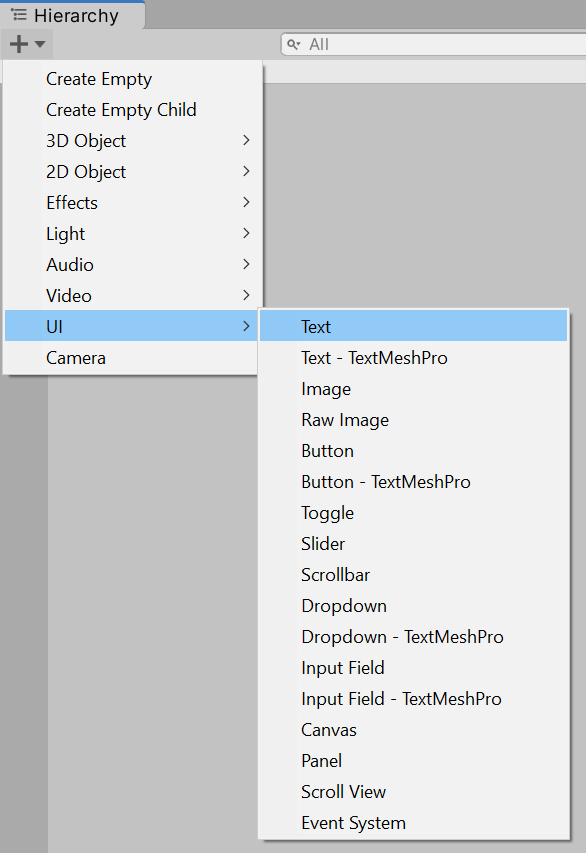 Hierarchy
All
Create Empty
Create Empty Child
3D Object
2D Object
Effects
Light
Audio
Video
UI
Camera
Text
Text - TextMeshPro
Image
Raw Image
Button
Button - TextMeshPro
Toggle
Slider
Scrollbar
Dropdown
Dropdown - TextMeshPro
Input Field
Input Field - TextMeshPro
Canvas
Panel
Scroll View
Event System